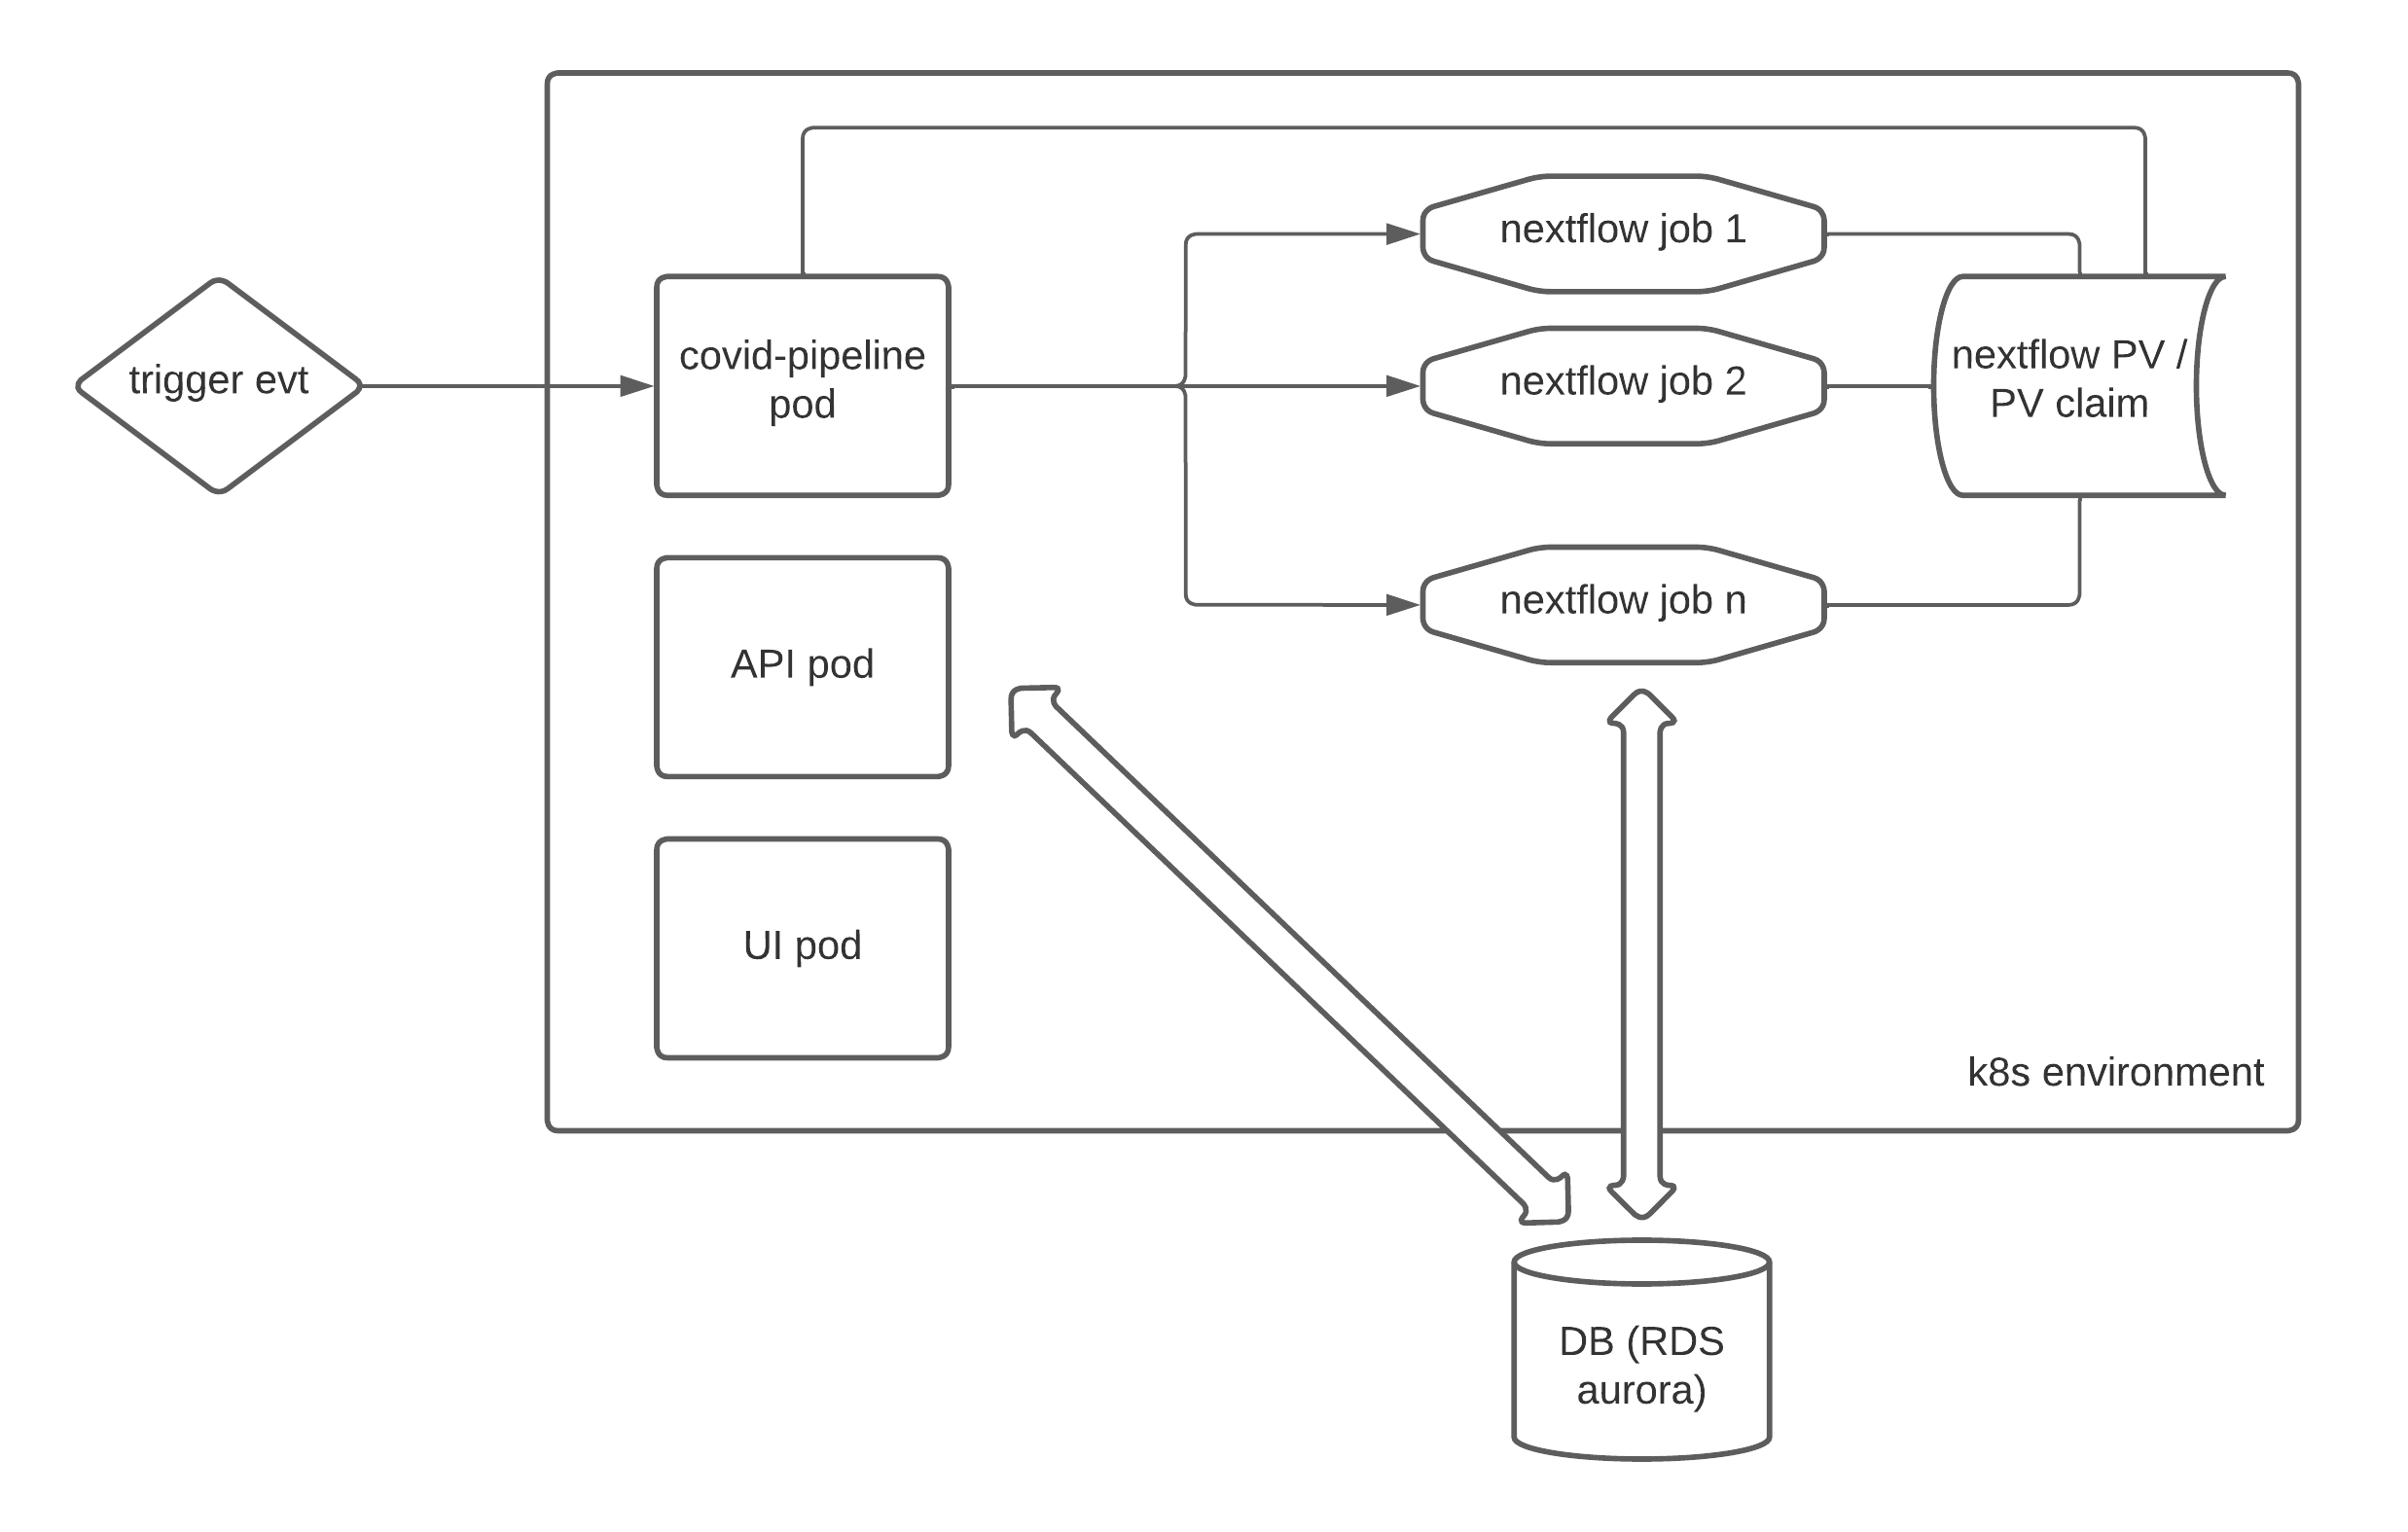 trigger evt
covid-pipeline
pod
nextflow job 1
nextflow job 2
nextflow PV /
PV claim
nextflow job n
API pod
UI pod
k8s environment
DB (RDS
aurora)